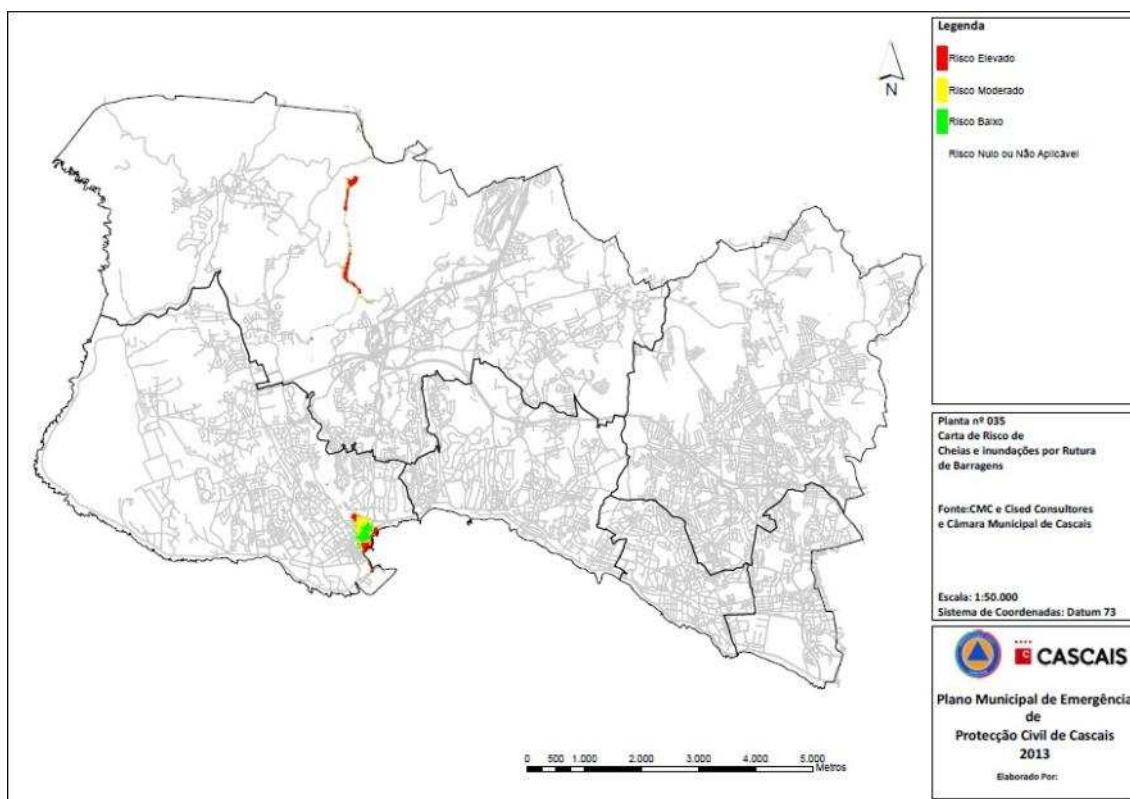 Legenda
Risco Elevado
Risco Moderado
Risco Baixo
Risco Nulo ou Não Aplicável
N
Planta nº 035
Carta de Risco de
Cheias e inundações por Rutura
de Barragens
Fonte:CMC e Cised Consultores
e Câmara Municipal de Cascais
Escala: 1:50.000
Sistema de Coordenadas: Datum 73
C CASCAIS
Plano Municipal de Emergência
de
Protecção Civil de Cascais
2013
Elaborado Por:
0 500 1.000 2.000 3.000 4.000 5.000
Metros